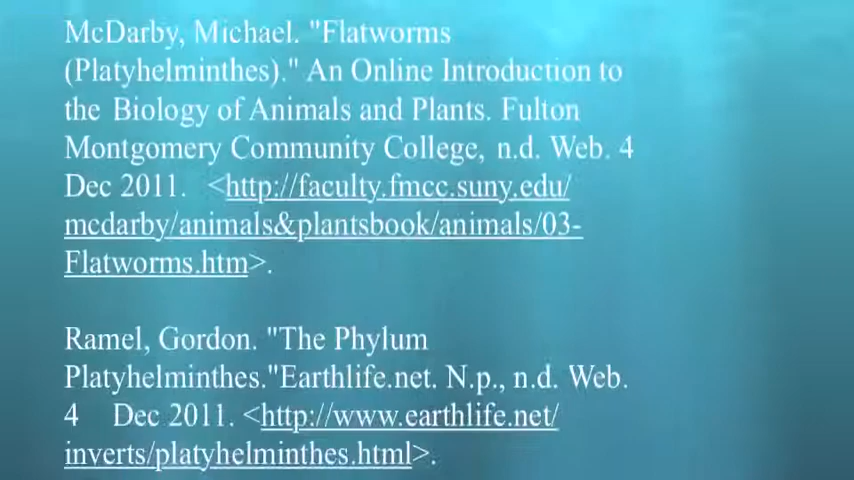 McDarby, Michael. "Flatworms
(Platyhelminthes)." An Online Introduction to
the Biology of Animals and Plants. Fulton
Montgomery Community College, n.d. Web. 4
Dec 2011. <http://faculty.fmcc.suny.edu/
mcdarby/animals&plantsbook/animals/03-
Flatworms.htm>.
Ramel, Gordon. "The Phylum
Platyhelminthes."Earthlife.net. N.p., n.d. Web.
4 Dec 2011. <http://www.earthlife.net/
inverts/platyhelminthes.html>.